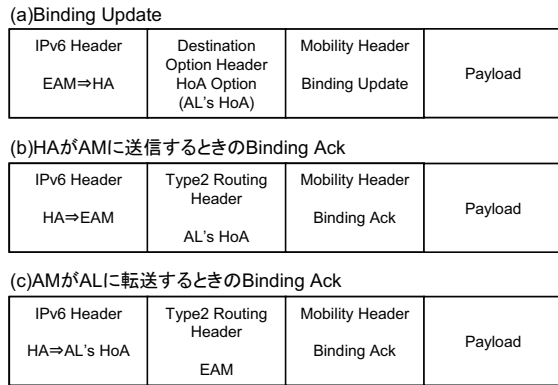 (a)Binding Update
IPv6 Header
EAM⇒HA
Destination
Option Header
HoA Option
(AL's HoA)
Mobility Header
Binding Update
Payload
(b)HAがAMに送信するときのBinding Ack
IPv6 Header
HA⇒EAM
Type2 Routing
Header
AL's HoA
Mobility Header
Binding Ack
Payload
(c)AMがALに転送するときのBinding Ack
IPv6 Header
HA⇒AL's HoA
Type2 Routing
Header
EAM
Mobility Header
Binding Ack
Payload